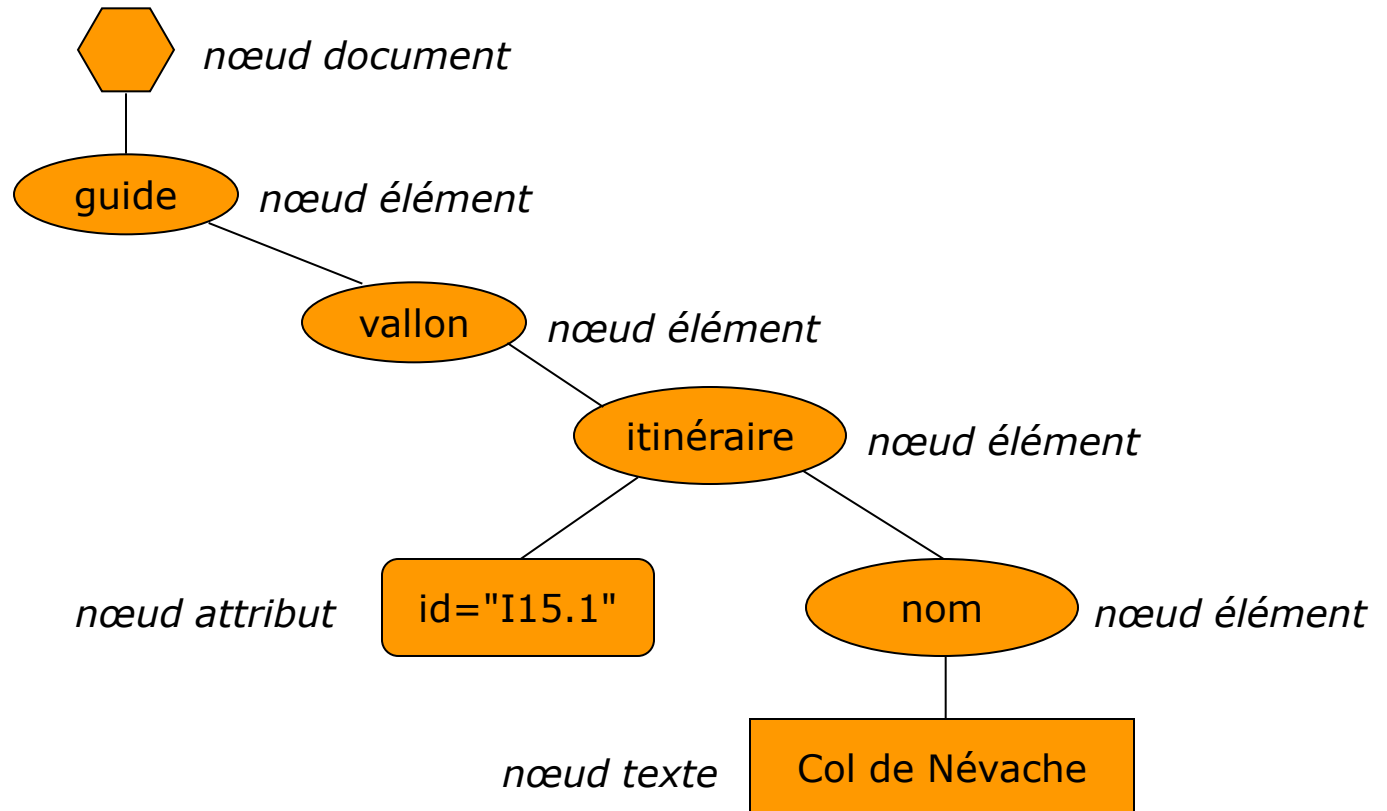 nœud document
guide
nœud élément
vallon
nœud élément
itinéraire
nœud élément
nœud attribut
id="I15.1"
nom
nœud élément
nœud texte
Col de Névache